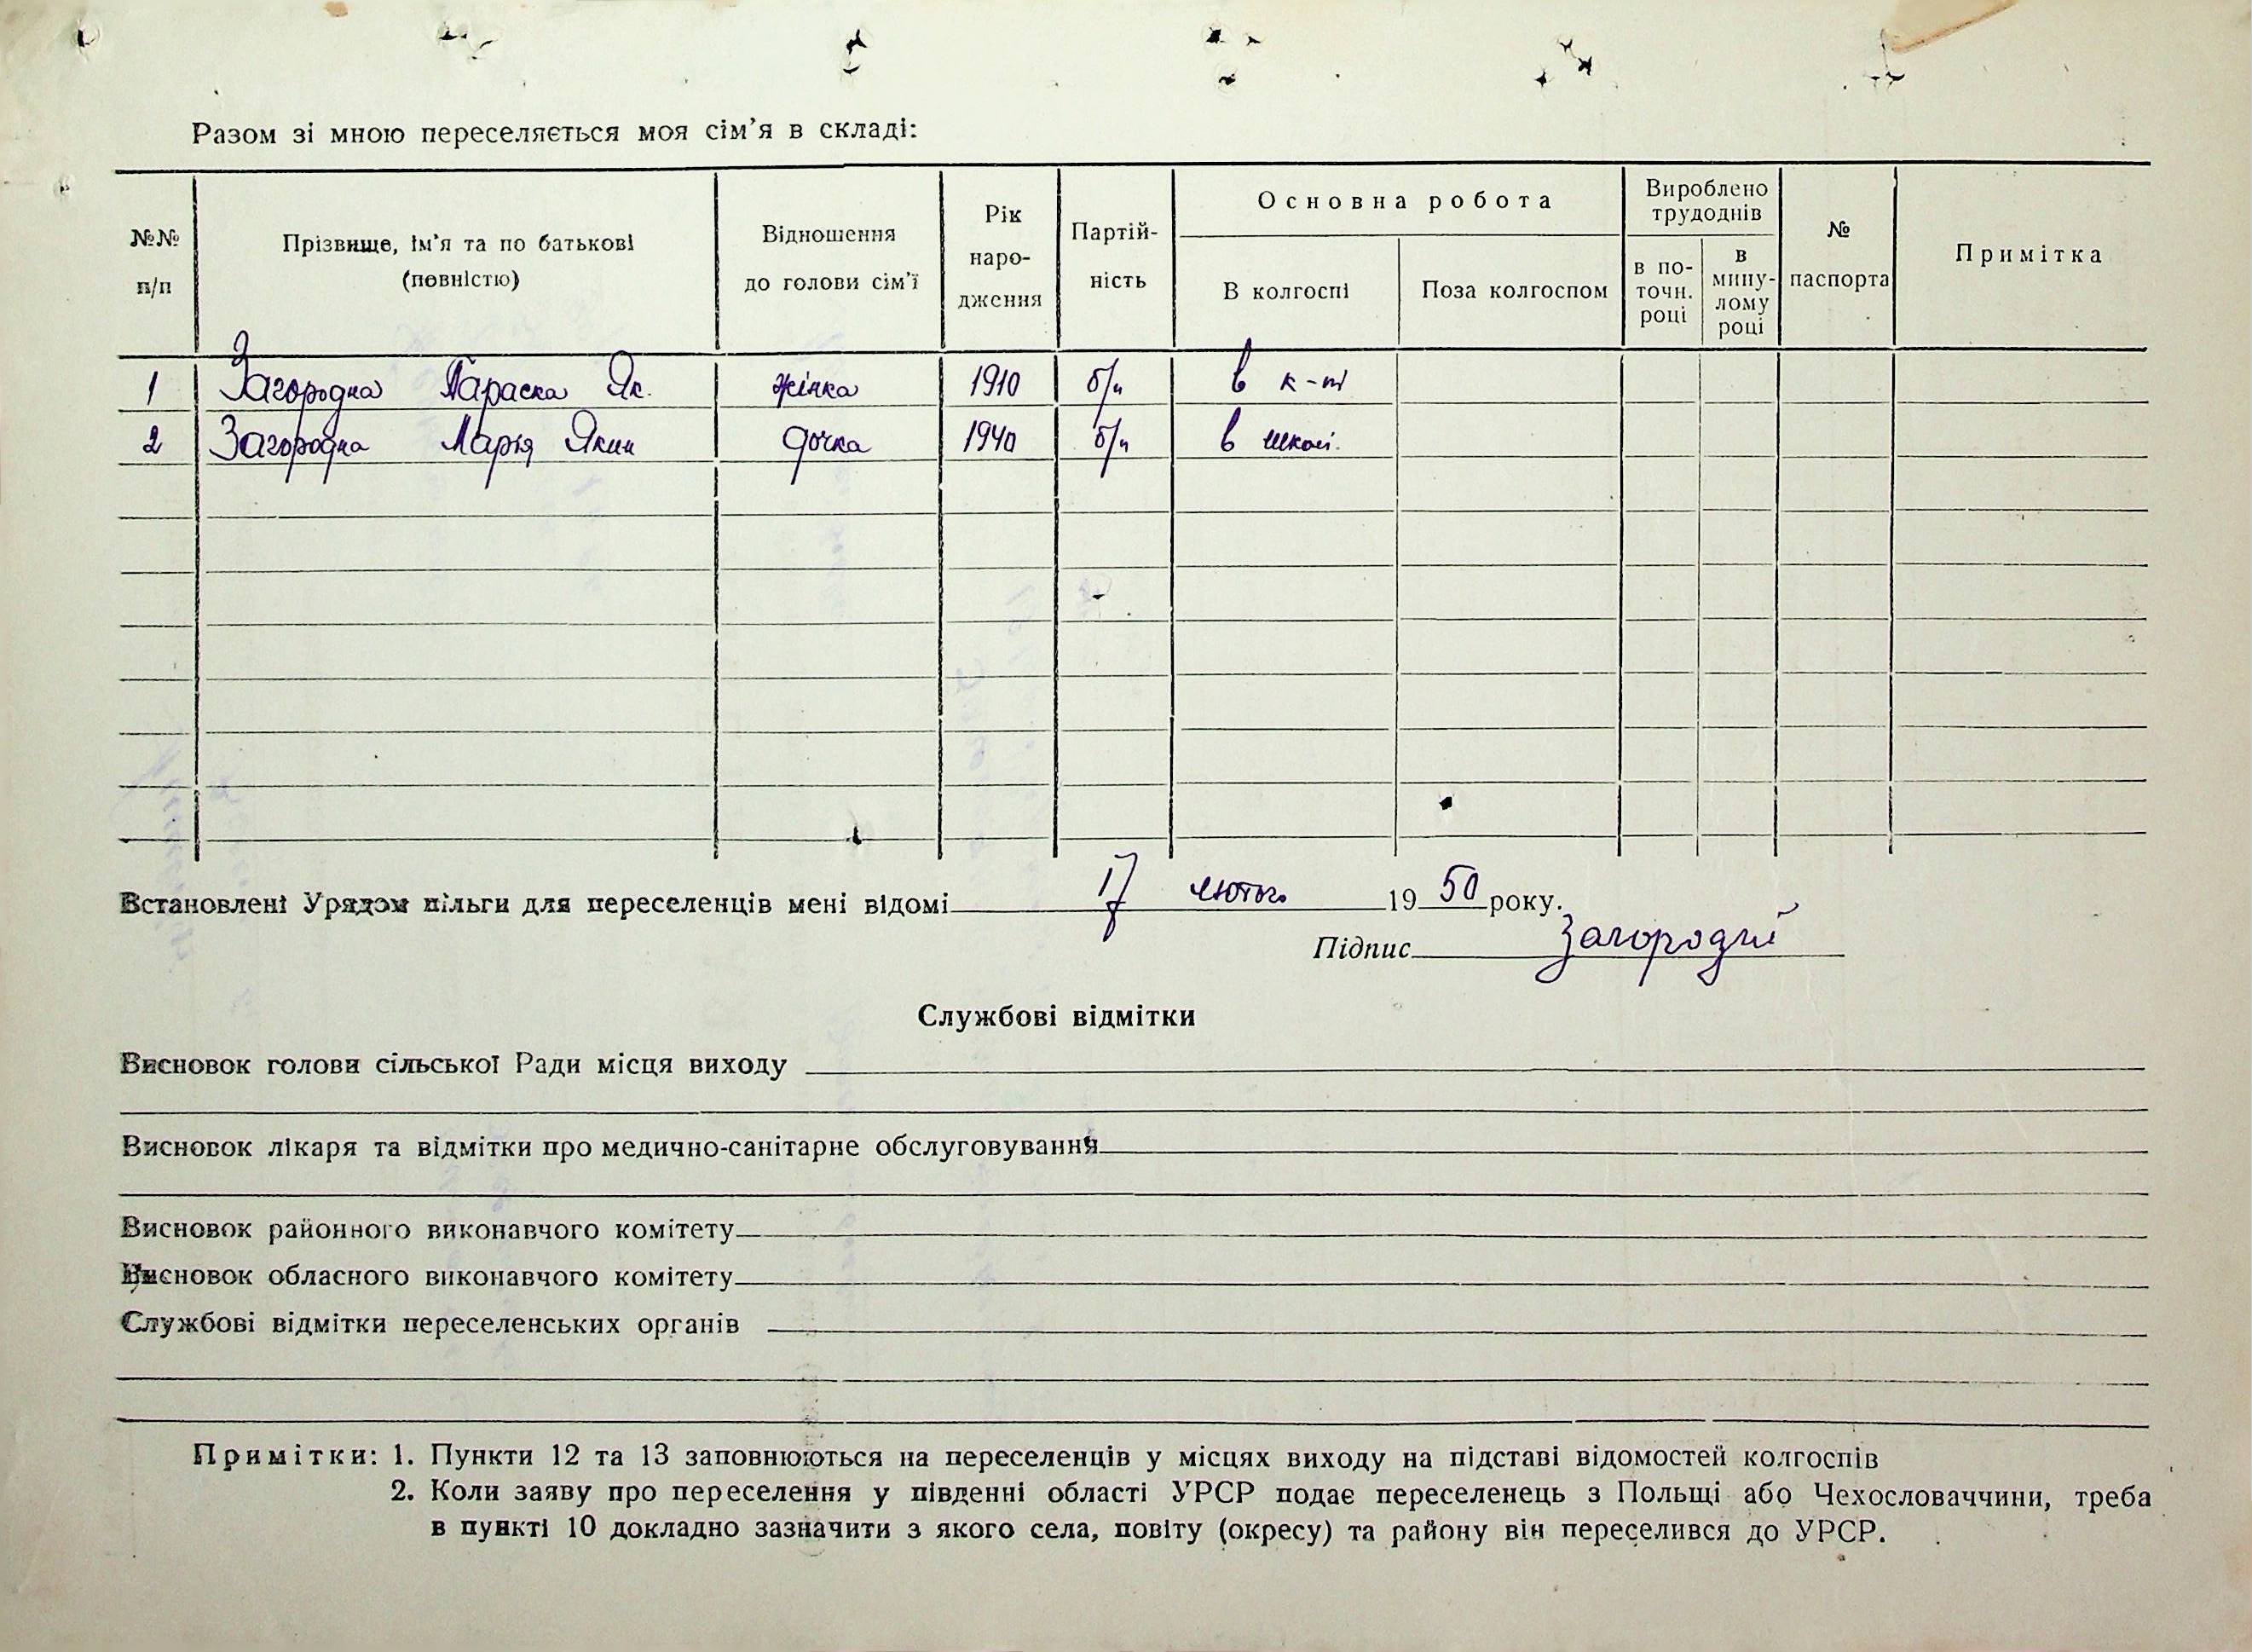 Разом зі мною переселяється моя сім'я в складі:
№№ п/п
Прізвище, ім'я та по батькові (повністю)
Відношення до голови сім'ї
Рік народження
Партійність
Основна робота
В колгоспі
Поза колгоспом
Вироблено трудоднів
в поточн. році
в минулому році
№ паспорта
Примітка
1 Загородна Параска Як. жінка 1910 б/п в к-пі
2 Загородна Марія Яким дочка 1940 б/п в школі.
Встановлені Урядом пільги для переселенців мені відомі 17 лютого 1950 року.
Підпис Загородній
Службові відмітки
Висновок голови сільської Ради місця виходу
Висновок лікаря та відмітки про медично-санітарне обслуговування
Висновок районного виконавчого комітету
Висновок обласного виконавчого комітету
Службові відмітки переселенських органів
Примітки: 1. Пункти 12 та 13 заповнюються на переселенців у місцях виходу на підставі відомостей колгоспів
2. Коли заяву про переселення у південні області УРСР подає переселенець з Польщі або Чехословаччини, треба
в пункті 10 докладно зазначити з якого села, повіту (окресу) та району він переселився до УРСР.